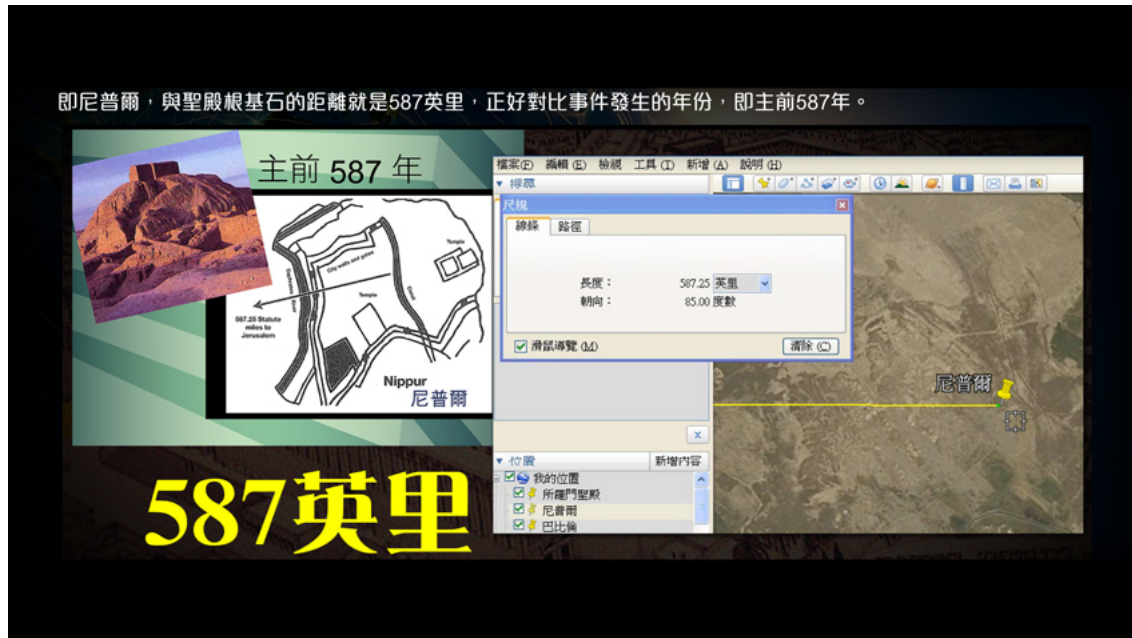 即尼普爾，與聖殿根基石的距離就是587英里，正好對比事件發生的年份，即主前587年。
主前 587 年
Temple
City walls and gates
Euphrates River
Temple
Canal
587.25 Statute
miles to
Jerusalem
Nippur
尼普爾
587英里
檔案(F) 編輯(E) 檢視 工具(T) 新增(A) 說明(H)
搜尋
尺規
線條 路徑
長度： 587.25 英里
朝向： 85.00 度數
滑鼠導覽(M) 清除(C)
尼普爾
位置 新增內容
我的位置
所羅門聖殿
尼普爾
巴比倫